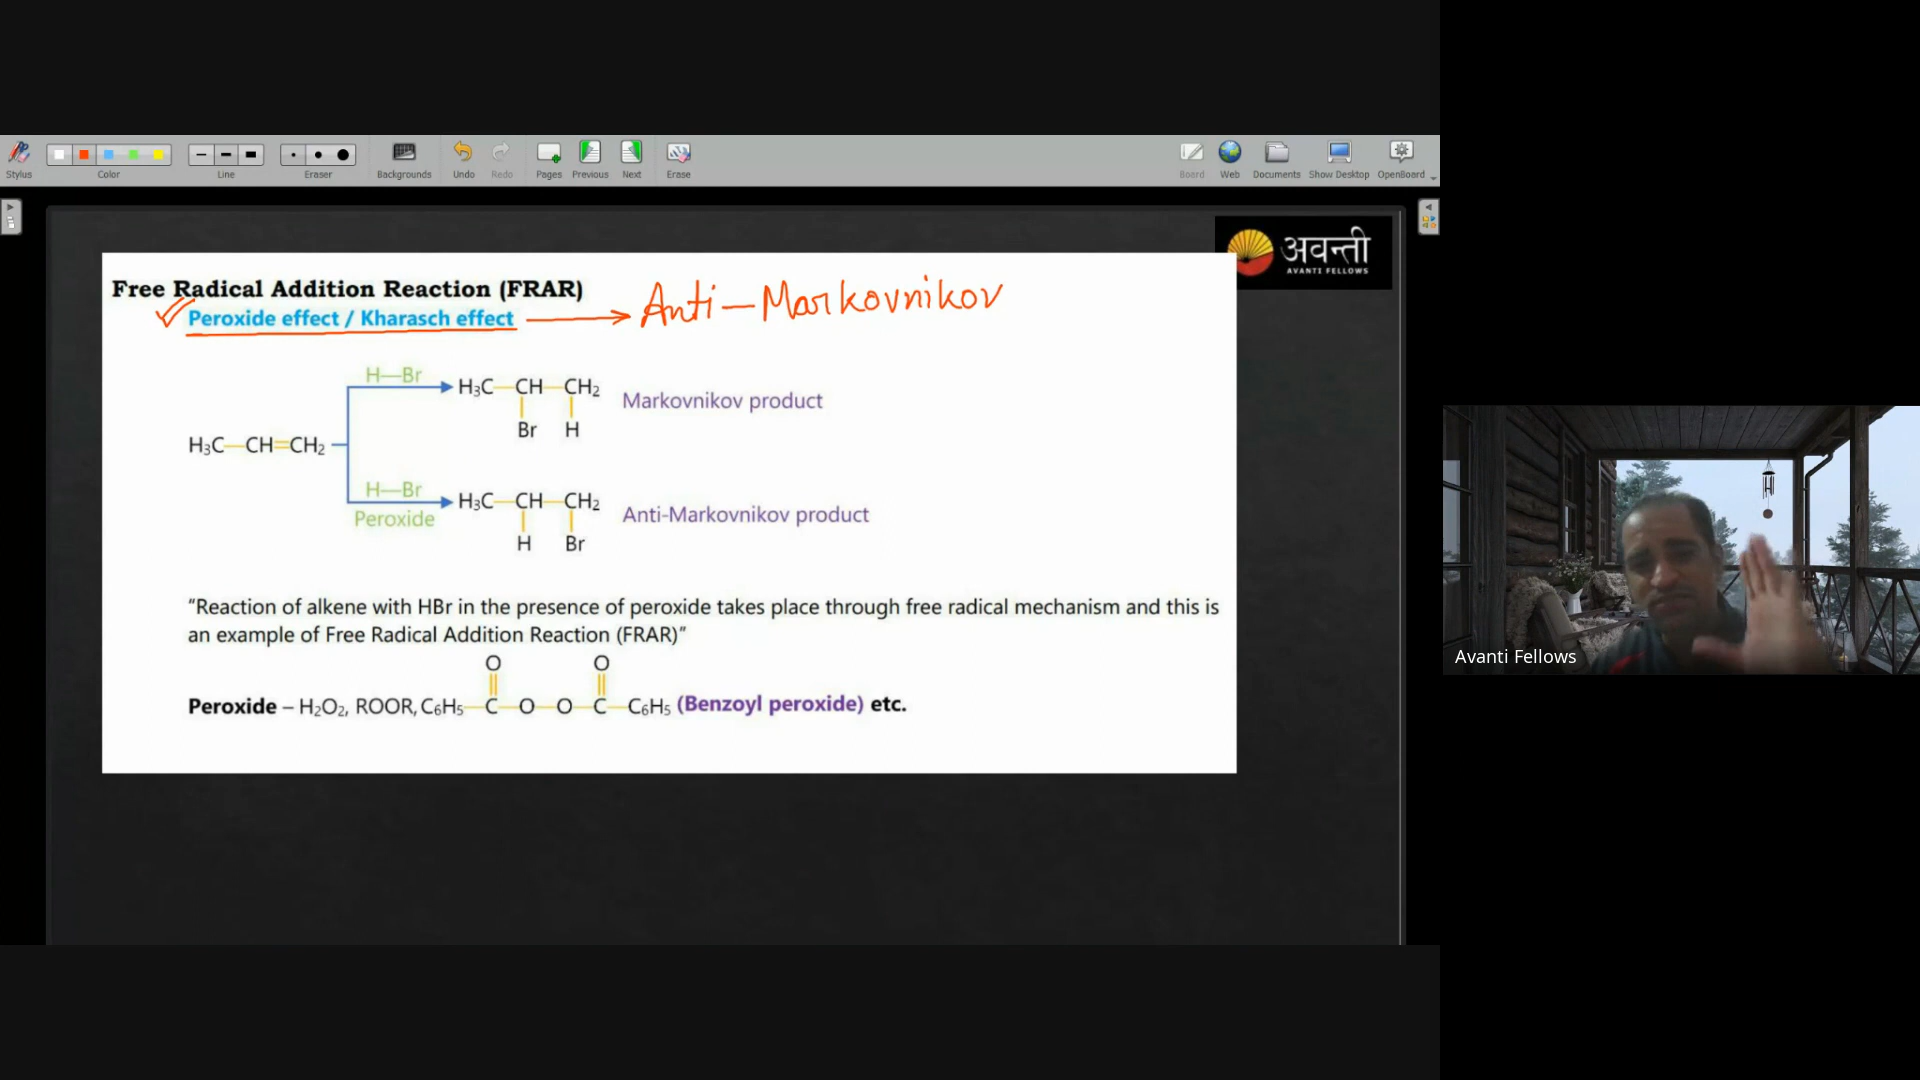 Stylus Color Line Eraser Backgrounds Undo Redo Pages Previous Next Erase Board Web Documents Show Desktop OpenBoard
अवन्ती
AVANTI FELLOWS
Free Radical Addition Reaction (FRAR)
Peroxide effect / Kharasch effect → Anti-Markovnikov
H—Br
H₃C—CH—CH₂ Markovnikov product
Br H
H₃C—CH=CH₂
H—Br
H₃C—CH—CH₂ Anti-Markovnikov product
Peroxide
H Br
“Reaction of alkene with HBr in the presence of peroxide takes place through free radical mechanism and this is
an example of Free Radical Addition Reaction (FRAR)”
O O
Peroxide – H₂O₂, ROOR, C₆H₅—C—O—O—C—C₆H₅ (Benzoyl peroxide) etc.
Avanti Fellows